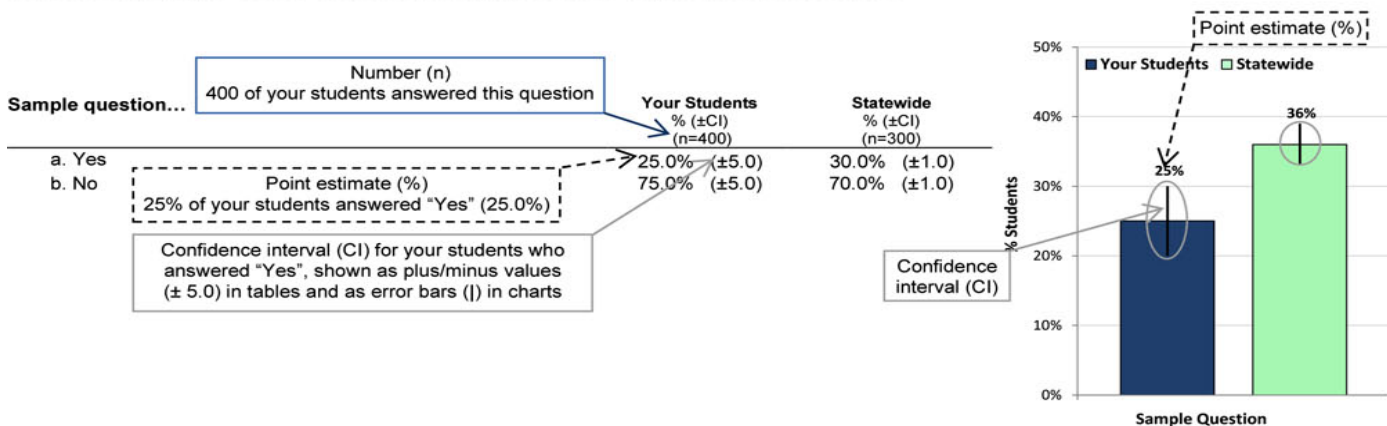 Number (n)
400 of your students answered this question
Sample question…
Your Students
% (±CI)
(n=400)
Statewide
% (±CI)
(n=300)
a. Yes 25.0% (±5.0) 30.0% (±1.0)
b. No 75.0% (±5.0) 70.0% (±1.0)
Point estimate (%)
25% of your students answered “Yes” (25.0%)
Confidence interval (CI) for your students who
answered “Yes”, shown as plus/minus values
(± 5.0) in tables and as error bars (|) in charts
Point estimate (%)
Your Students Statewide
50%
40%
30%
20%
10%
0%
% Students
25%
36%
Confidence
interval (CI)
Sample Question